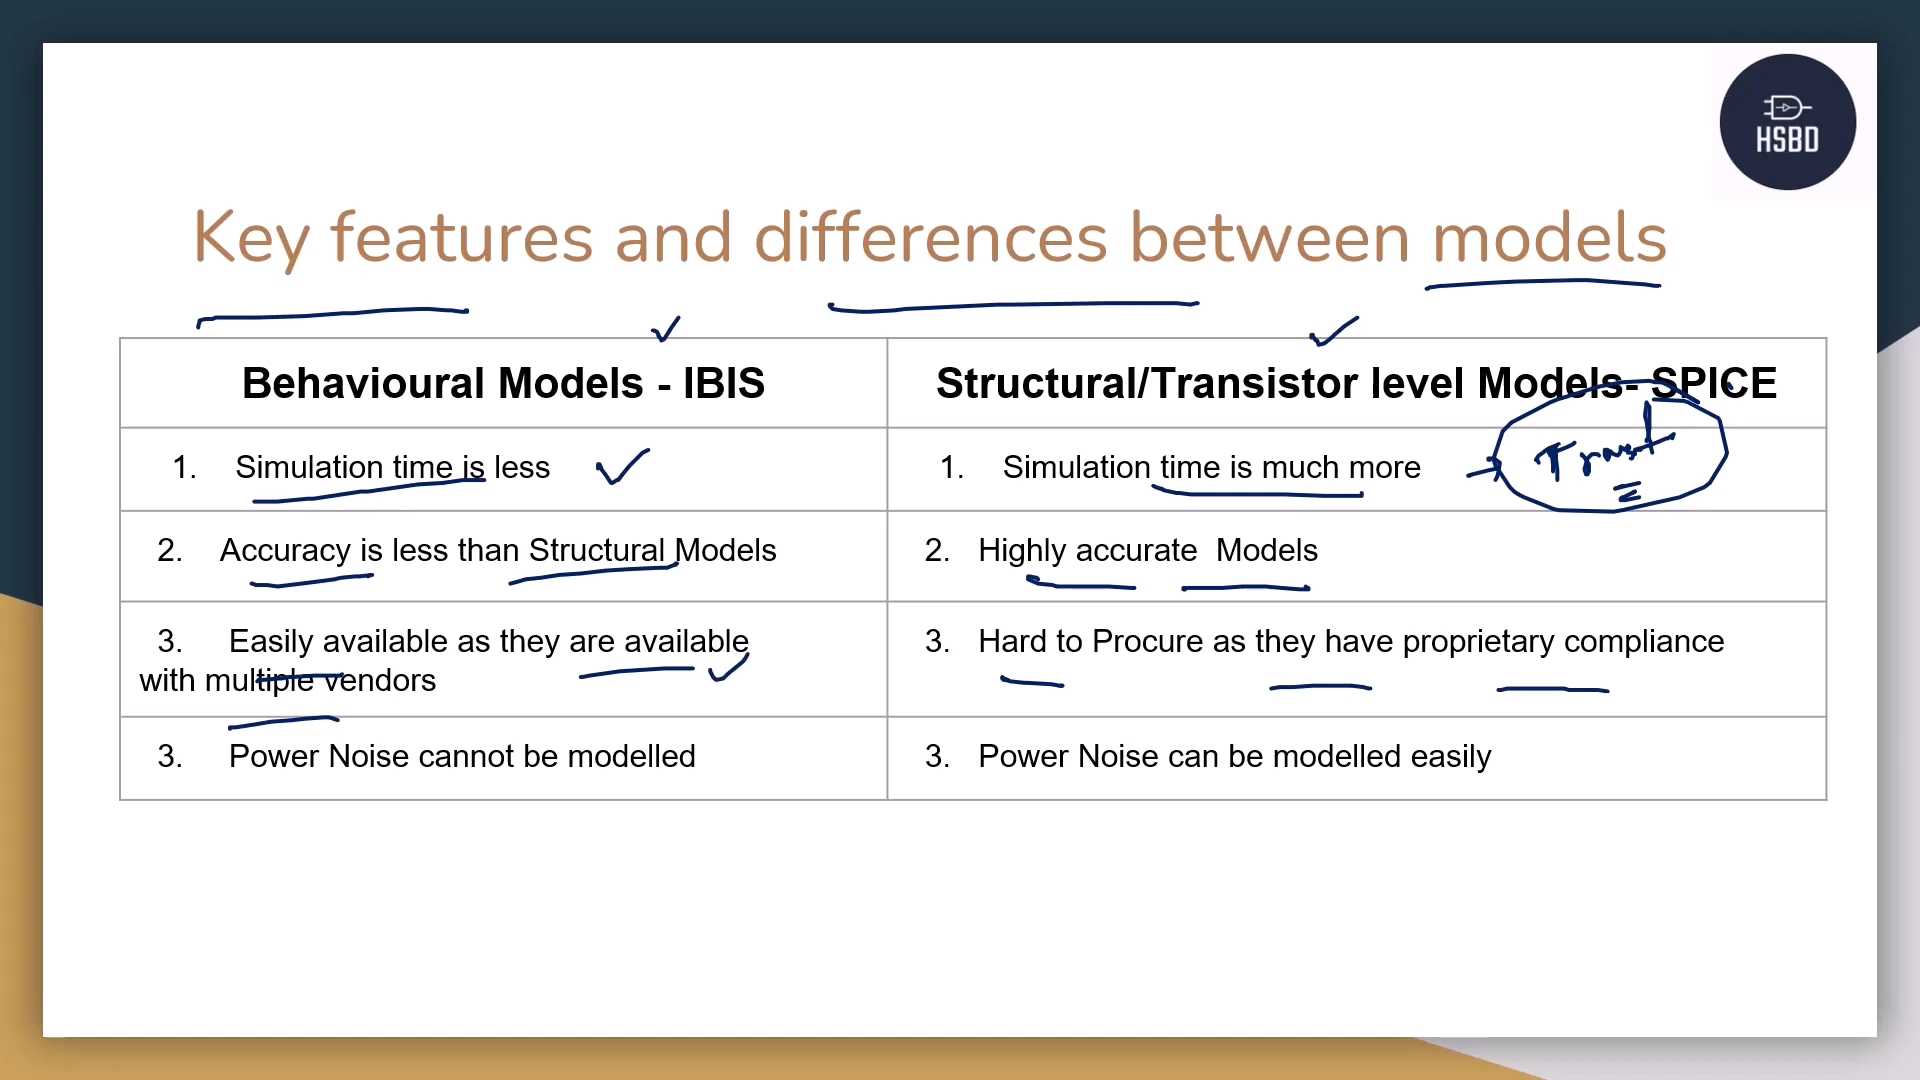 HSBD
Key features and differences between models
Behavioural Models - IBIS
Structural/Transistor level Models- SPICE
1. Simulation time is less
1. Simulation time is much more
2. Accuracy is less than Structural Models
2. Highly accurate Models
3. Easily available as they are available
with multiple vendors
3. Hard to Procure as they have proprietary compliance
3. Power Noise cannot be modelled
3. Power Noise can be modelled easily